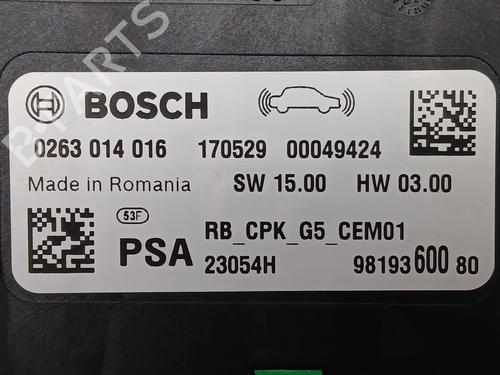 BOSCH
0263 014 016 170529 00049424
Made in Romania SW 15.00 HW 03.00
53F
PSA
RB_CPK_G5_CEM01
23054H 98193 600 80
B-PARTS